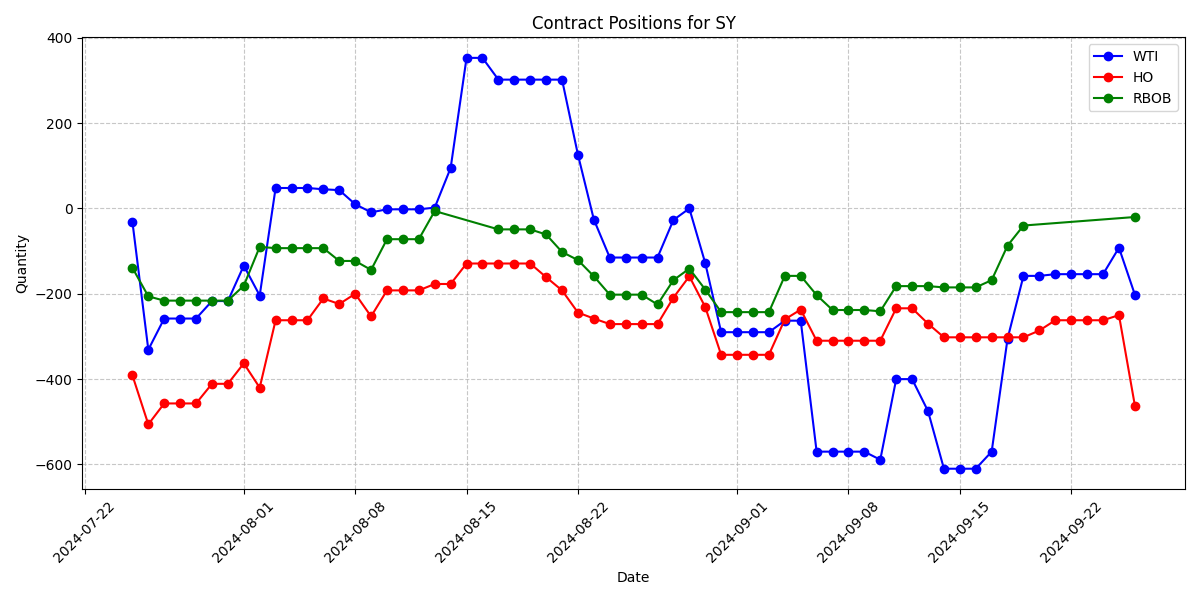 Contract Positions for SY
400
200
0
−200
−400
−600
Quantity
WTI
HO
RBOB
2024-07-22
2024-08-01
2024-08-08
2024-08-15
2024-08-22
2024-09-01
2024-09-08
2024-09-15
2024-09-22
Date